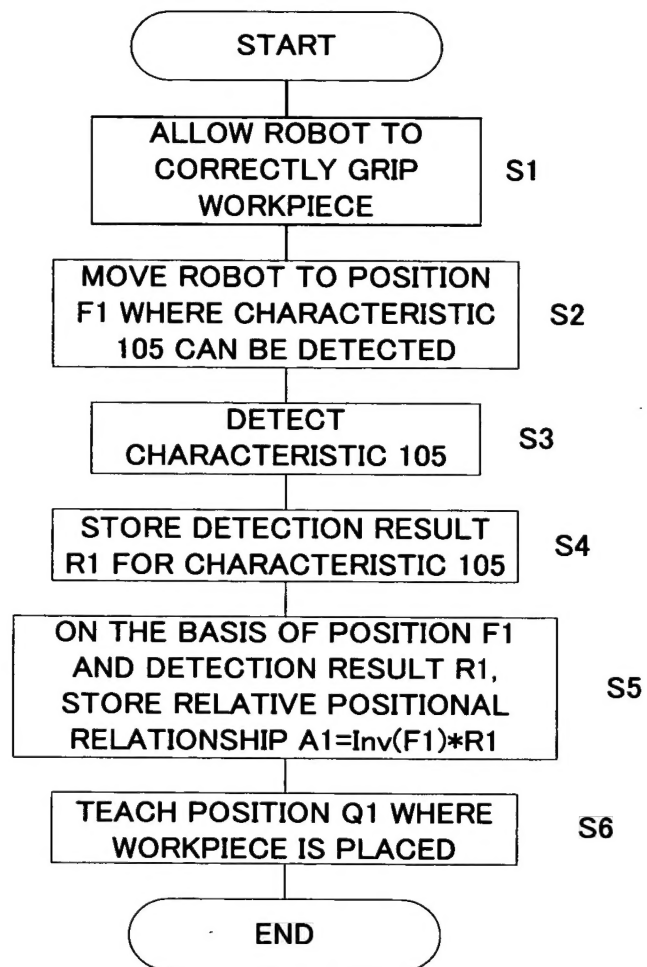 START
ALLOW ROBOT TO
CORRECTLY GRIP
WORKPIECE
S1
MOVE ROBOT TO POSITION
F1 WHERE CHARACTERISTIC
105 CAN BE DETECTED
S2
DETECT
CHARACTERISTIC 105
S3
STORE DETECTION RESULT
R1 FOR CHARACTERISTIC 105
S4
ON THE BASIS OF POSITION F1
AND DETECTION RESULT R1,
STORE RELATIVE POSITIONAL
RELATIONSHIP A1=Inv(F1)*R1
S5
TEACH POSITION Q1 WHERE
WORKPIECE IS PLACED
S6
END